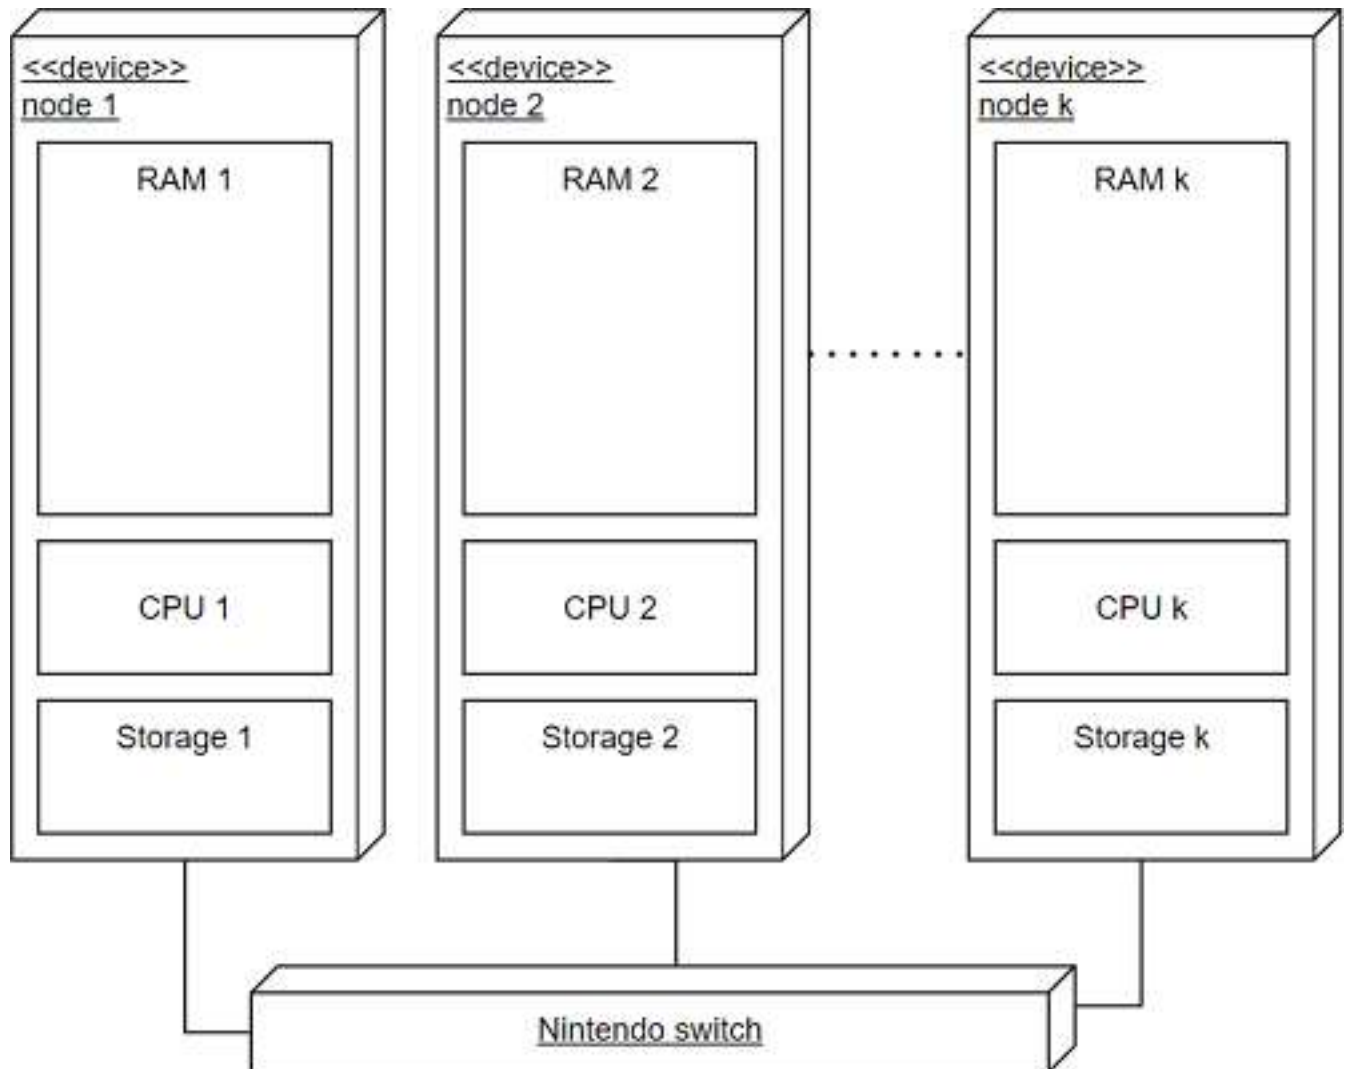 <<device>>
node 1
RAM 1
CPU 1
Storage 1
<<device>>
node 2
RAM 2
CPU 2
Storage 2
<<device>>
node k
RAM k
CPU k
Storage k
Nintendo switch